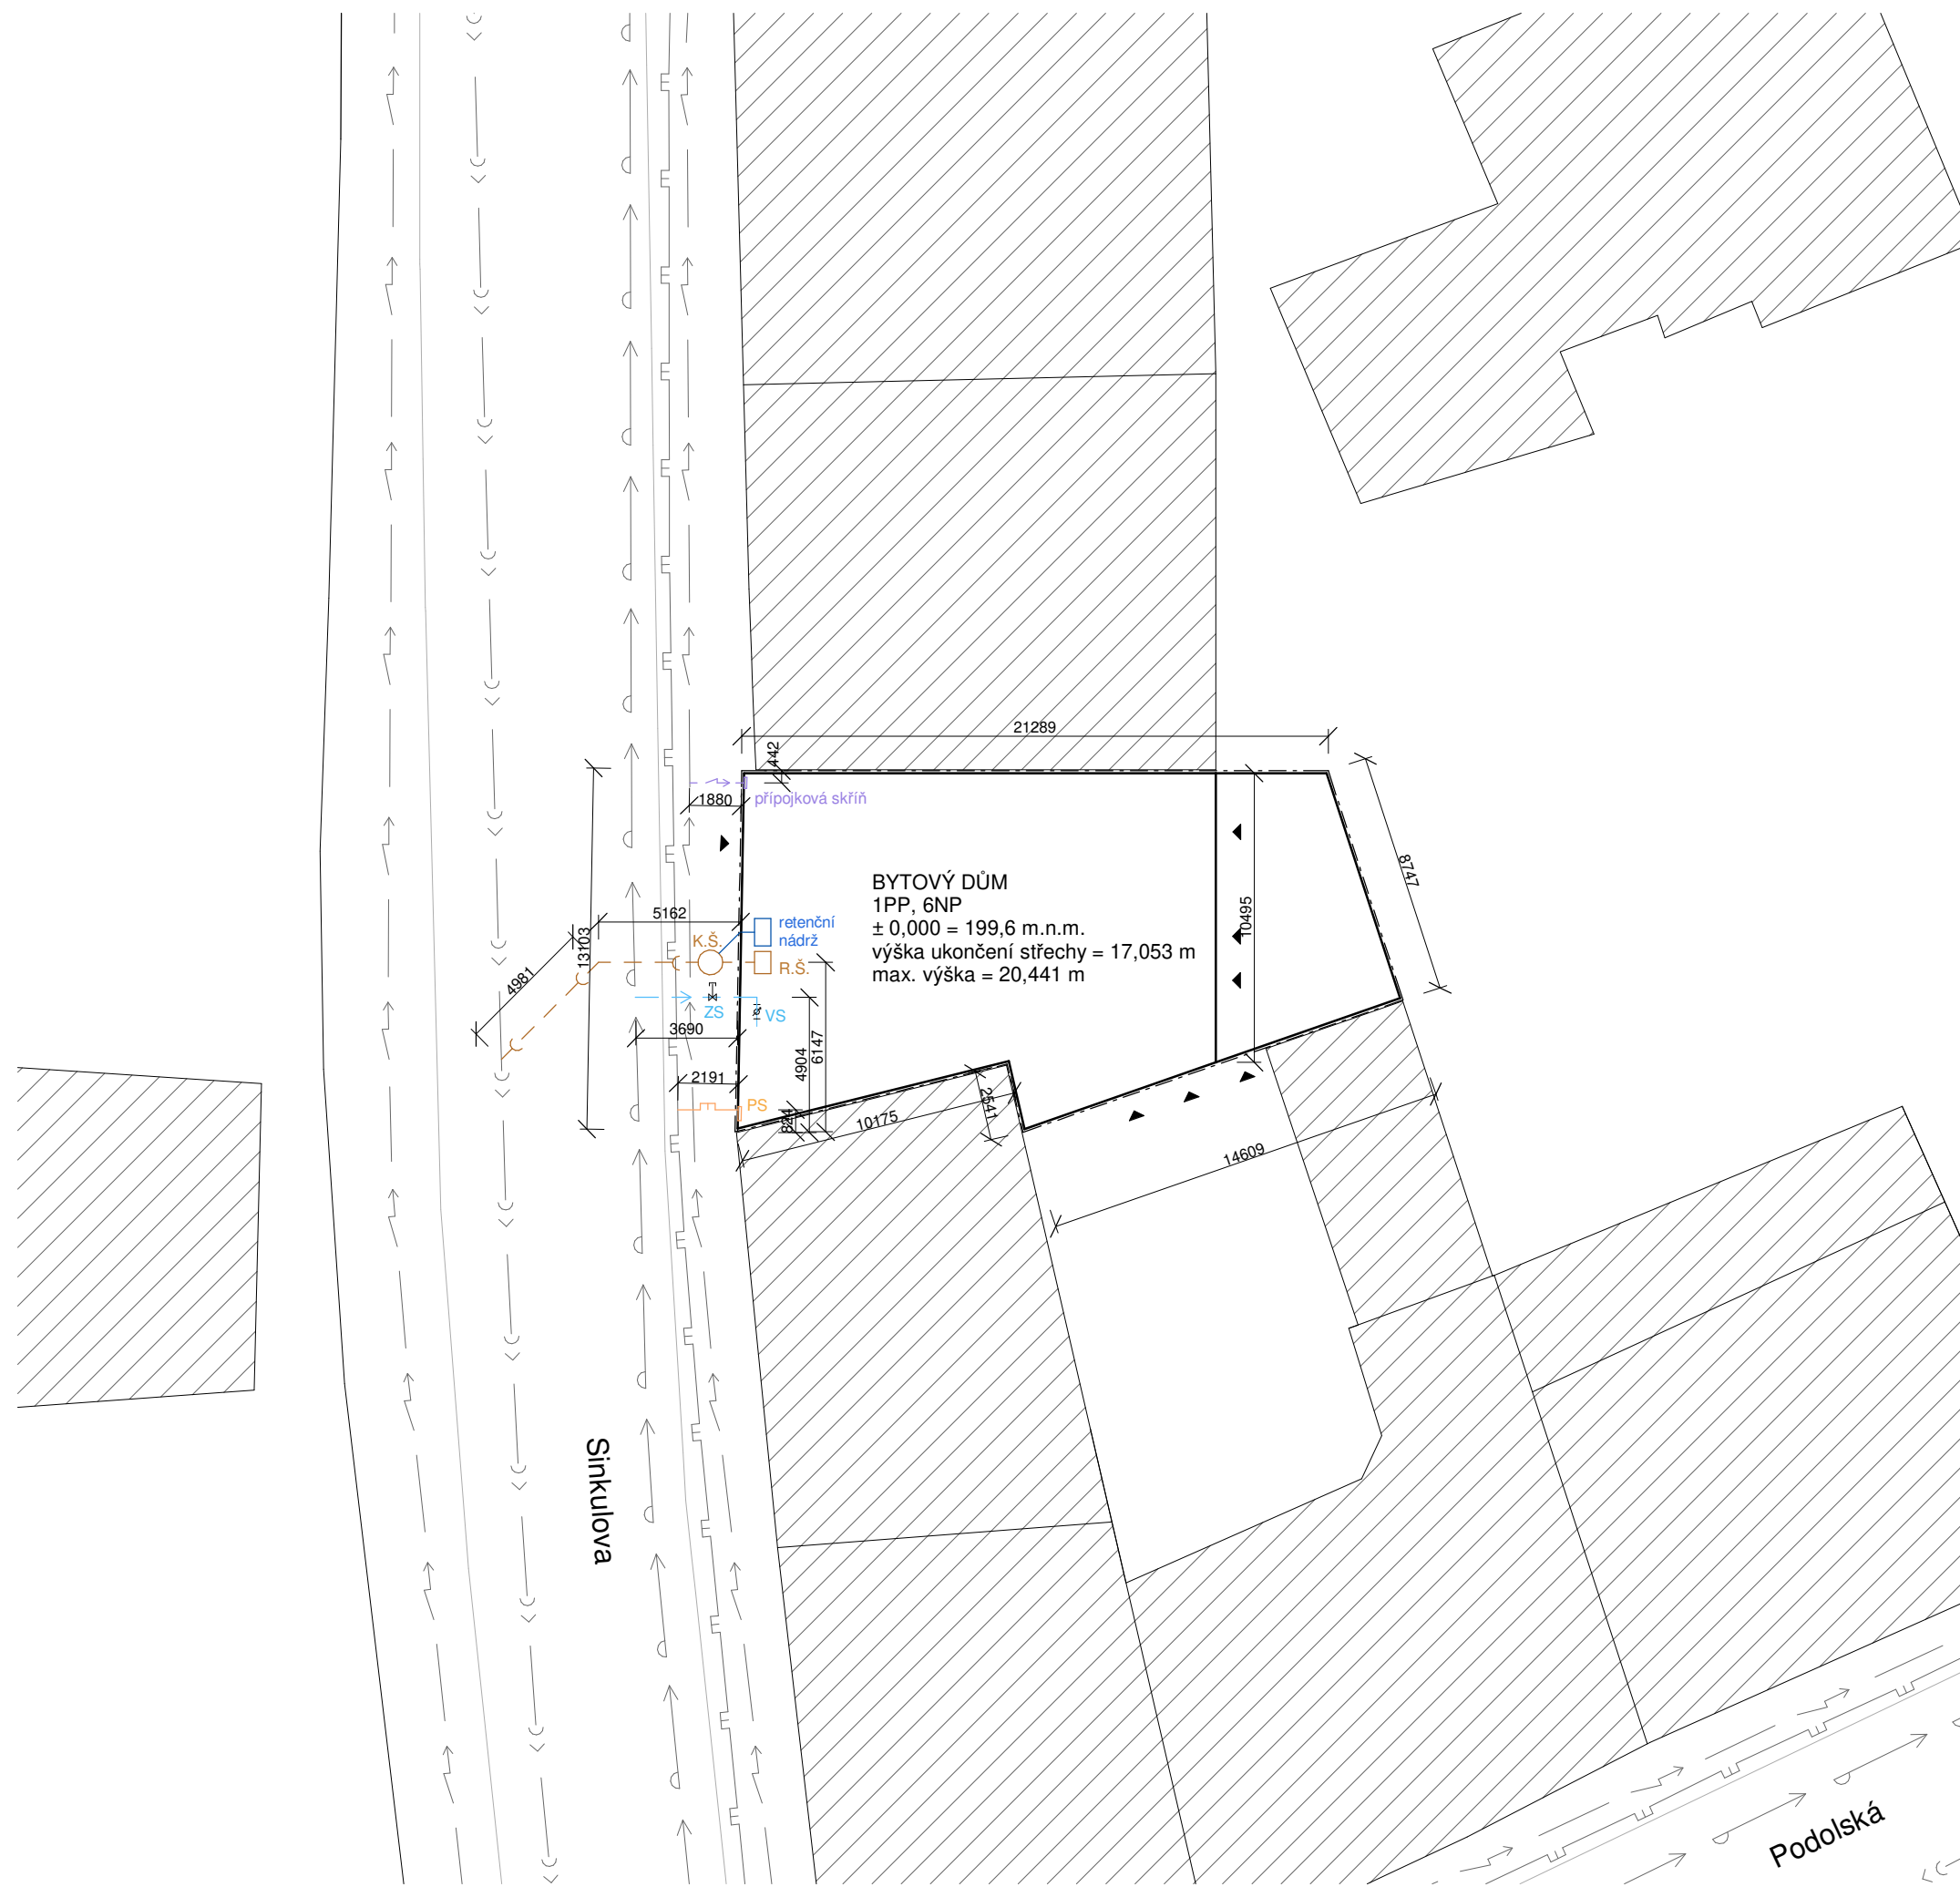 21289
442
1880
přípojková skříň
8747
BYTOVÝ DŮM
1PP, 6NP
± 0,000 = 199,6 m.n.m.
výška ukončení střechy = 17,053 m
max. výška = 20,441 m
10495
5162
retenční
nádrž
K.Š.
R.Š.
13103
4981
ZS
VS
3690
4904
6147
2191
PS
824
10175
2541
14609
Sinkulova
Podolská